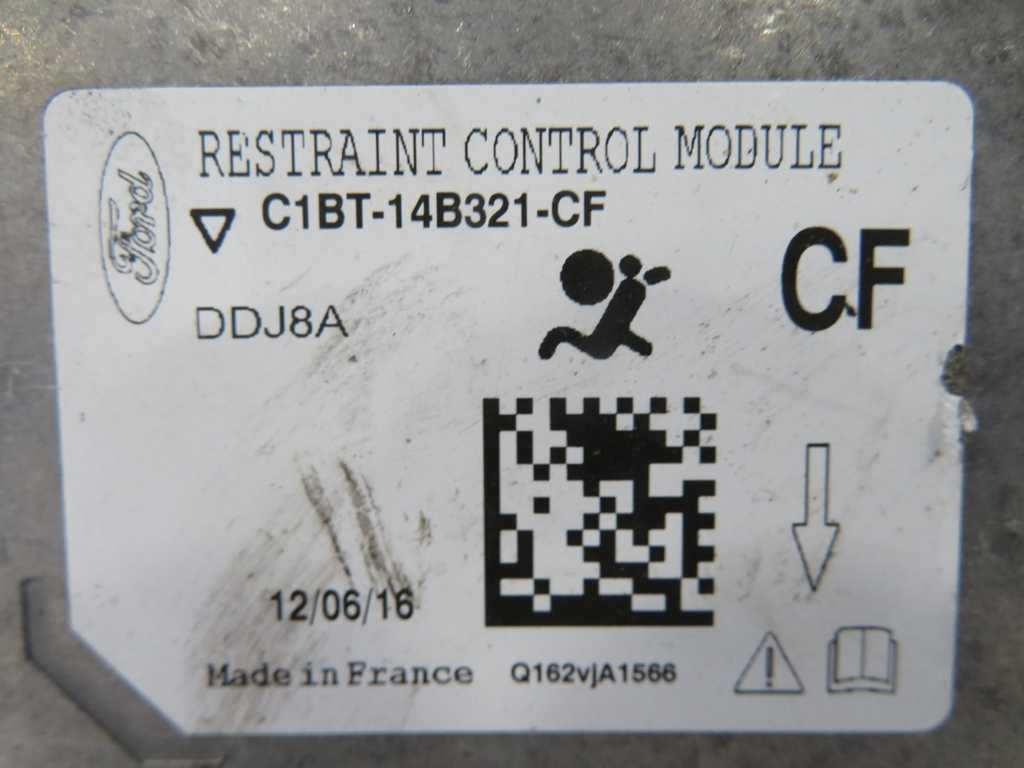 Ford
RESTRAINT CONTROL MODULE
C1BT-14B321-CF
CF
DDJ8A
12/06/16
Made in France
Q162vjA1566